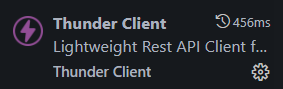 Thunder Client 456ms
Lightweight Rest API Client f...
Thunder Client